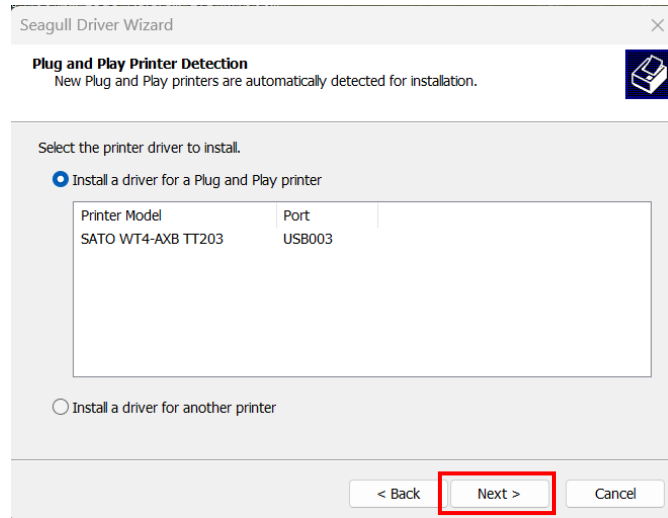 Seagull Driver Wizard
Plug and Play Printer Detection
New Plug and Play printers are automatically detected for installation.
Select the printer driver to install.
Install a driver for a Plug and Play printer
Printer Model Port
SATO WT4-AXB TT203 USB003
Install a driver for another printer
< Back Next > Cancel